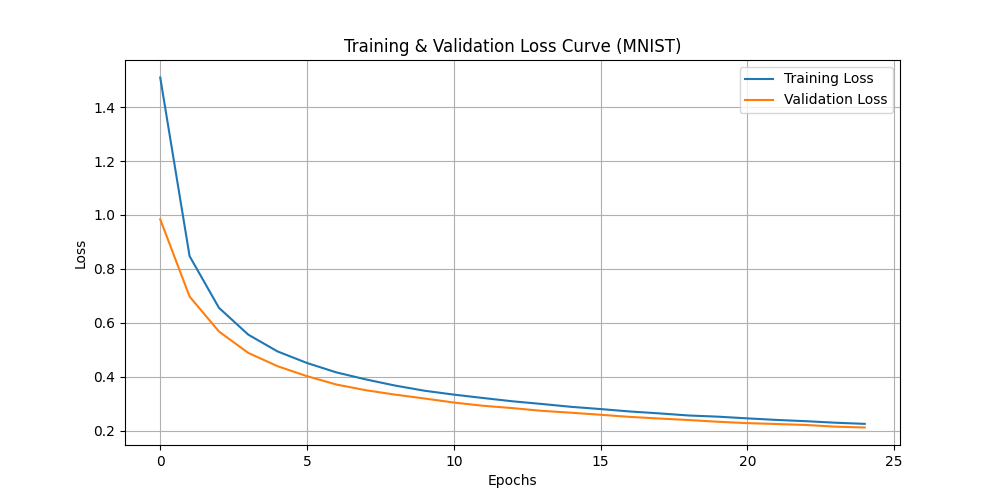 Training & Validation Loss Curve (MNIST)
Training Loss
Validation Loss
Loss
1.4
1.2
1.0
0.8
0.6
0.4
0.2
0 5 10 15 20 25
Epochs